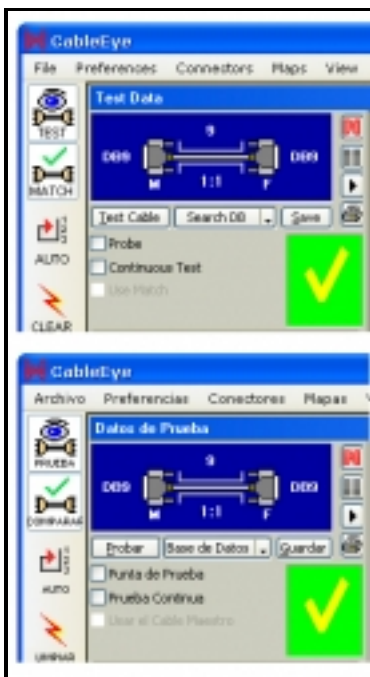 CableEye
File Preferences Connectors Maps View
Test Data
TEST
9
DB9 DB9
M 1:1 F
MATCH
Test Cable Search DB Save
Probe
Continuous Test
Use Match
AUTO
CLEAR
CableEye
Archivo Preferencias Conectores Mapas
Datos de Prueba
PRUEBA
9
DB9 DB9
M 1:1 F
COMPARAR
Probar Base de Datos Guardar
Punta de Prueba
Prueba Continua
Usar el Cable Maestro
AUTO
LIMPIAR